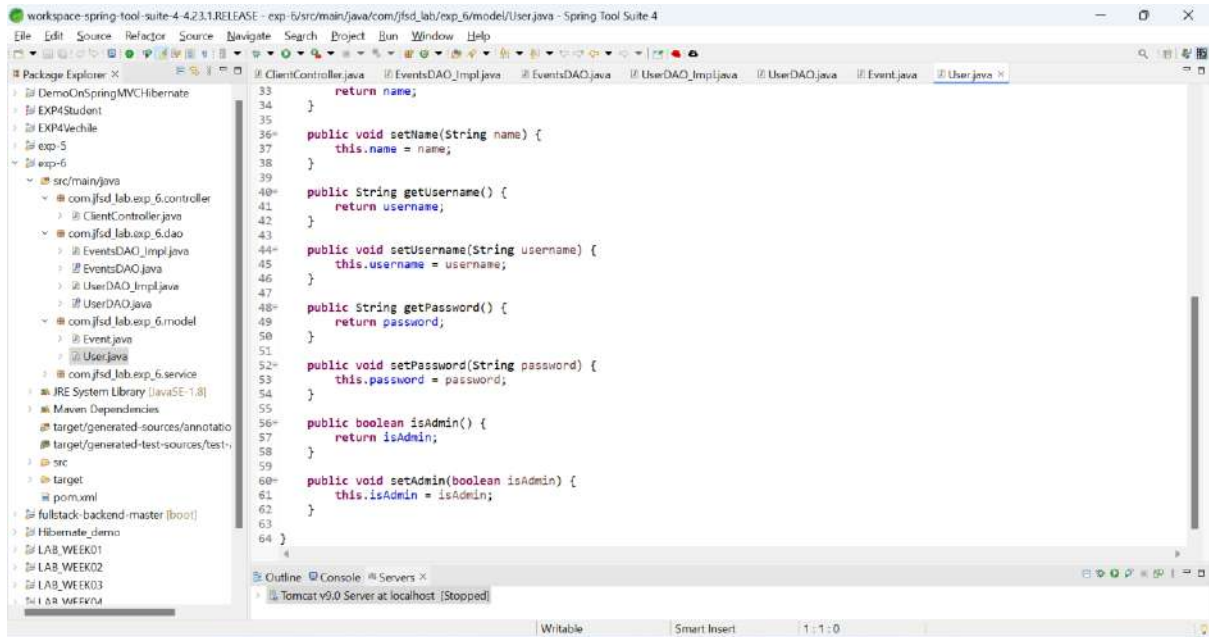 workspace-spring-tool-suite-4-4.23.1.RELEASE - exp-6/src/main/java/com/jfsd_lab/exp_6/model/User.java - Spring Tool Suite 4
File Edit Source Refactor Source Navigate Search Project Run Window Help
Package Explorer
ClientController.java EventsDAO_Impl.java EventsDAO.java UserDAO_Impl.java UserDAO.java Event.java User.java
DemoOnSpringMVCHibernate
EXP4Student
EXP4Vechile
exp-5
exp-6
src/main/java
com.jfsd_lab.exp_6.controller
ClientController.java
com.jfsd_lab.exp_6.dao
EventsDAO_Impl.java
EventsDAO.java
UserDAO_Impl.java
UserDAO.java
com.jfsd_lab.exp_6.model
Event.java
User.java
com.jfsd_lab.exp_6.service
JRE System Library [JavaSE-1.8]
Maven Dependencies
target/generated-sources/annotatio
target/generated-test-sources/test-
src
target
pom.xml
fullstack-backend-master [boot]
Hibernate_demo
LAB_WEEK01
LAB_WEEK02
LAB_WEEK03
LAB_WEEK04
33 return name;
34 }
35
36 public void setName(String name) {
37 this.name = name;
38 }
39
40 public String getUsername() {
41 return username;
42 }
43
44 public void setUsername(String username) {
45 this.username = username;
46 }
47
48 public String getPassword() {
49 return password;
50 }
51
52 public void setPassword(String password) {
53 this.password = password;
54 }
55
56 public boolean isAdmin() {
57 return isAdmin;
58 }
59
60 public void setAdmin(boolean isAdmin) {
61 this.isAdmin = isAdmin;
62 }
63
64 }
Outline Console Servers
Tomcat v9.0 Server at localhost [Stopped]
Writable Smart Insert 1 : 1 : 0